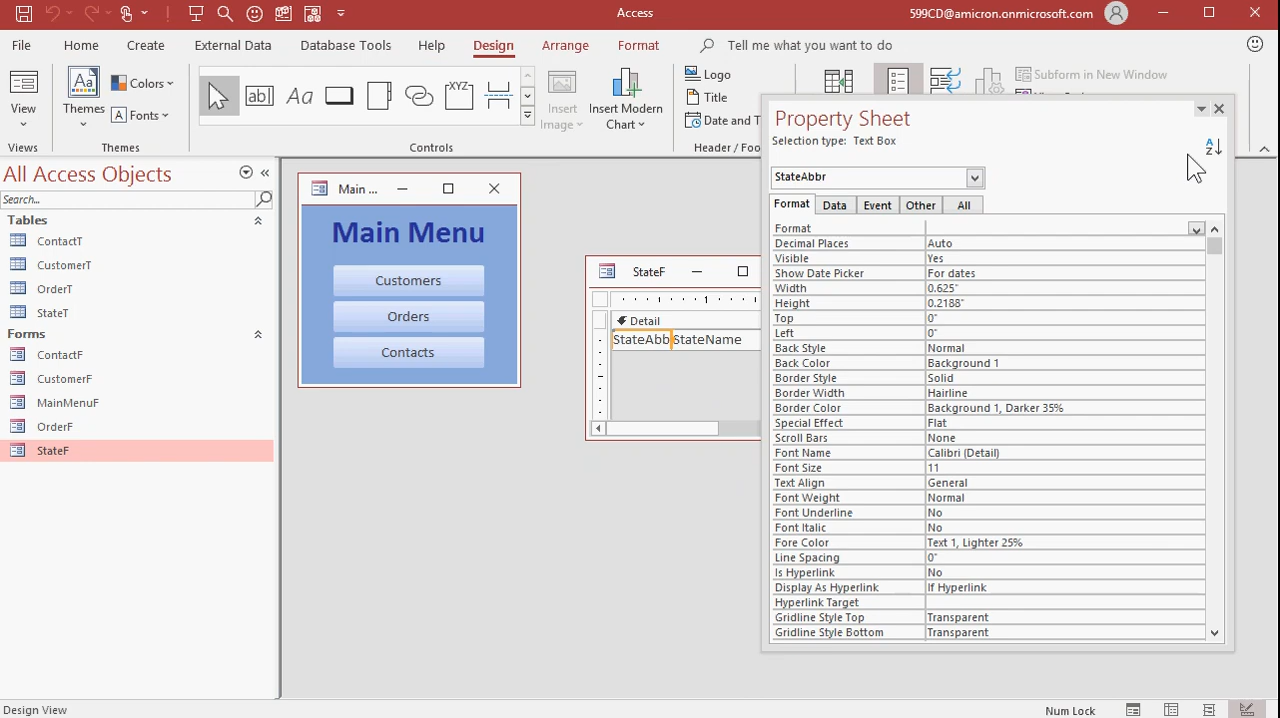 Access
599CD@amicron.onmicrosoft.com
File
Home
Create
External Data
Database Tools
Help
Design
Arrange
Format
Tell me what you want to do
View
Views
Aa
Themes
Colors
A Fonts
Themes
ab
Aa
XYZ
Controls
Insert Image
Insert Modern Chart
Logo
Title
Date and T
Header / Foo
Subform in New Window
All Access Objects
Search...
Tables
ContactT
CustomerT
OrderT
StateT
Forms
ContactF
CustomerF
MainMenuF
OrderF
StateF
Main ...
Main Menu
Customers
Orders
Contacts
StateF
1
Detail
StateAbb
StateName
Property Sheet
Selection type: Text Box
A
Z
StateAbbr
Format
Data
Event
Other
All
Format
Decimal Places Auto
Visible Yes
Show Date Picker For dates
Width 0.625"
Height 0.2188"
Top 0"
Left 0"
Back Style Normal
Back Color Background 1
Border Style Solid
Border Width Hairline
Border Color Background 1, Darker 35%
Special Effect Flat
Scroll Bars None
Font Name Calibri (Detail)
Font Size 11
Text Align General
Font Weight Normal
Font Underline No
Font Italic No
Fore Color Text 1, Lighter 25%
Line Spacing 0"
Is Hyperlink No
Display As Hyperlink If Hyperlink
Hyperlink Target
Gridline Style Top Transparent
Gridline Style Bottom Transparent
Design View
Num Lock